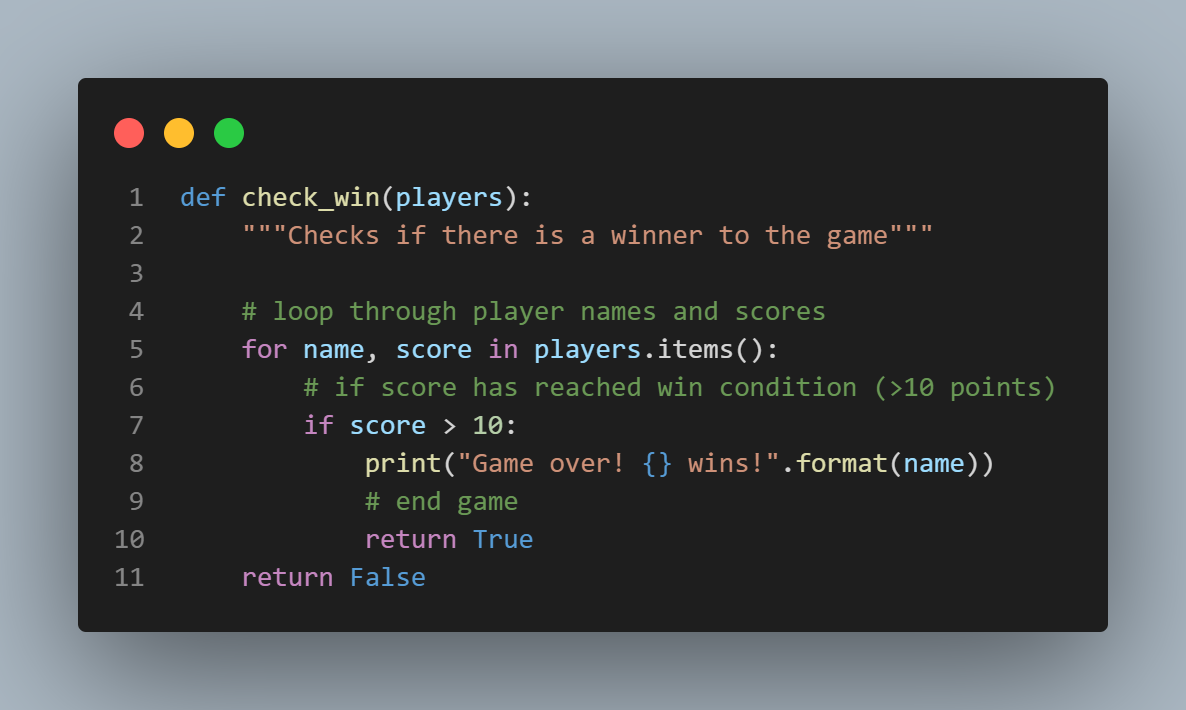 1 def check_win(players):
2     """Checks if there is a winner to the game"""
3
4     # loop through player names and scores
5     for name, score in players.items():
6         # if score has reached win condition (>10 points)
7         if score > 10:
8             print("Game over! {} wins!".format(name))
9             # end game
10             return True
11     return False